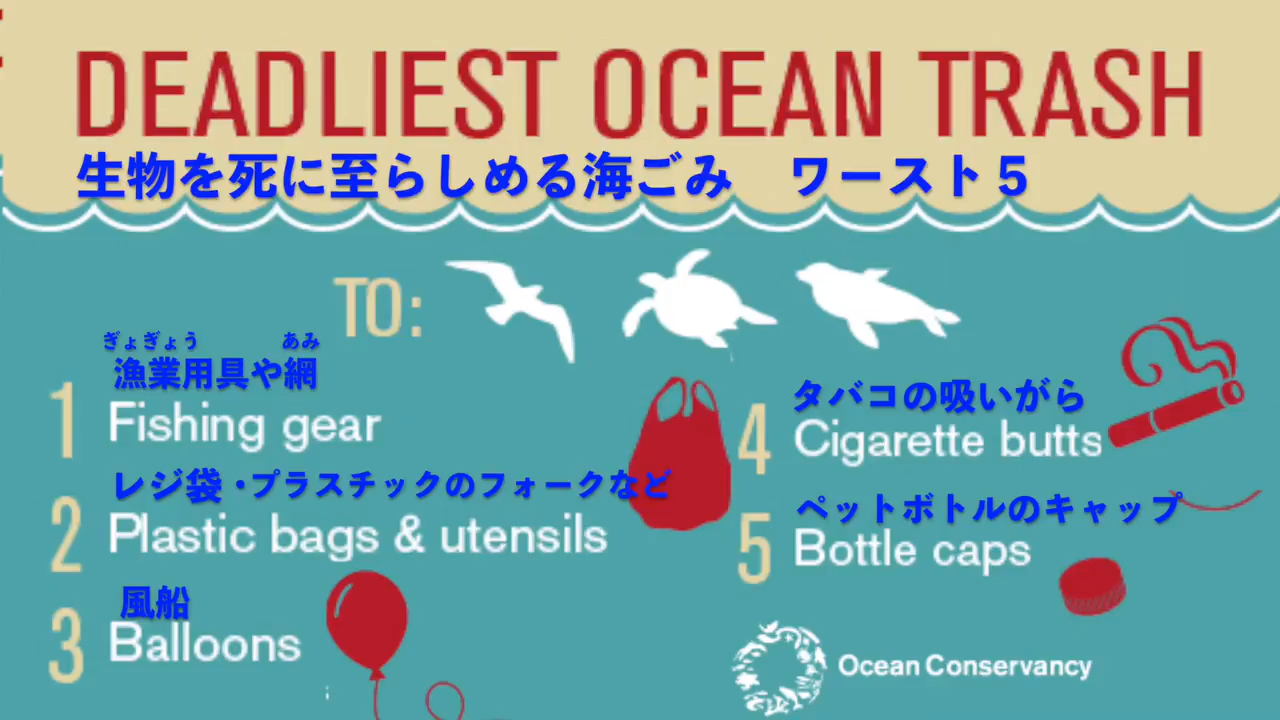 DEADLIEST OCEAN TRASH
生物を死に至らしめる海ごみ　ワースト5
TO:
ぎょぎょう あみ
漁業用具や網
1 Fishing gear
レジ袋・プラスチックのフォークなど
2 Plastic bags & utensils
風船
3 Balloons
タバコの吸いがら
4 Cigarette butts
ペットボトルのキャップ
5 Bottle caps
Ocean Conservancy